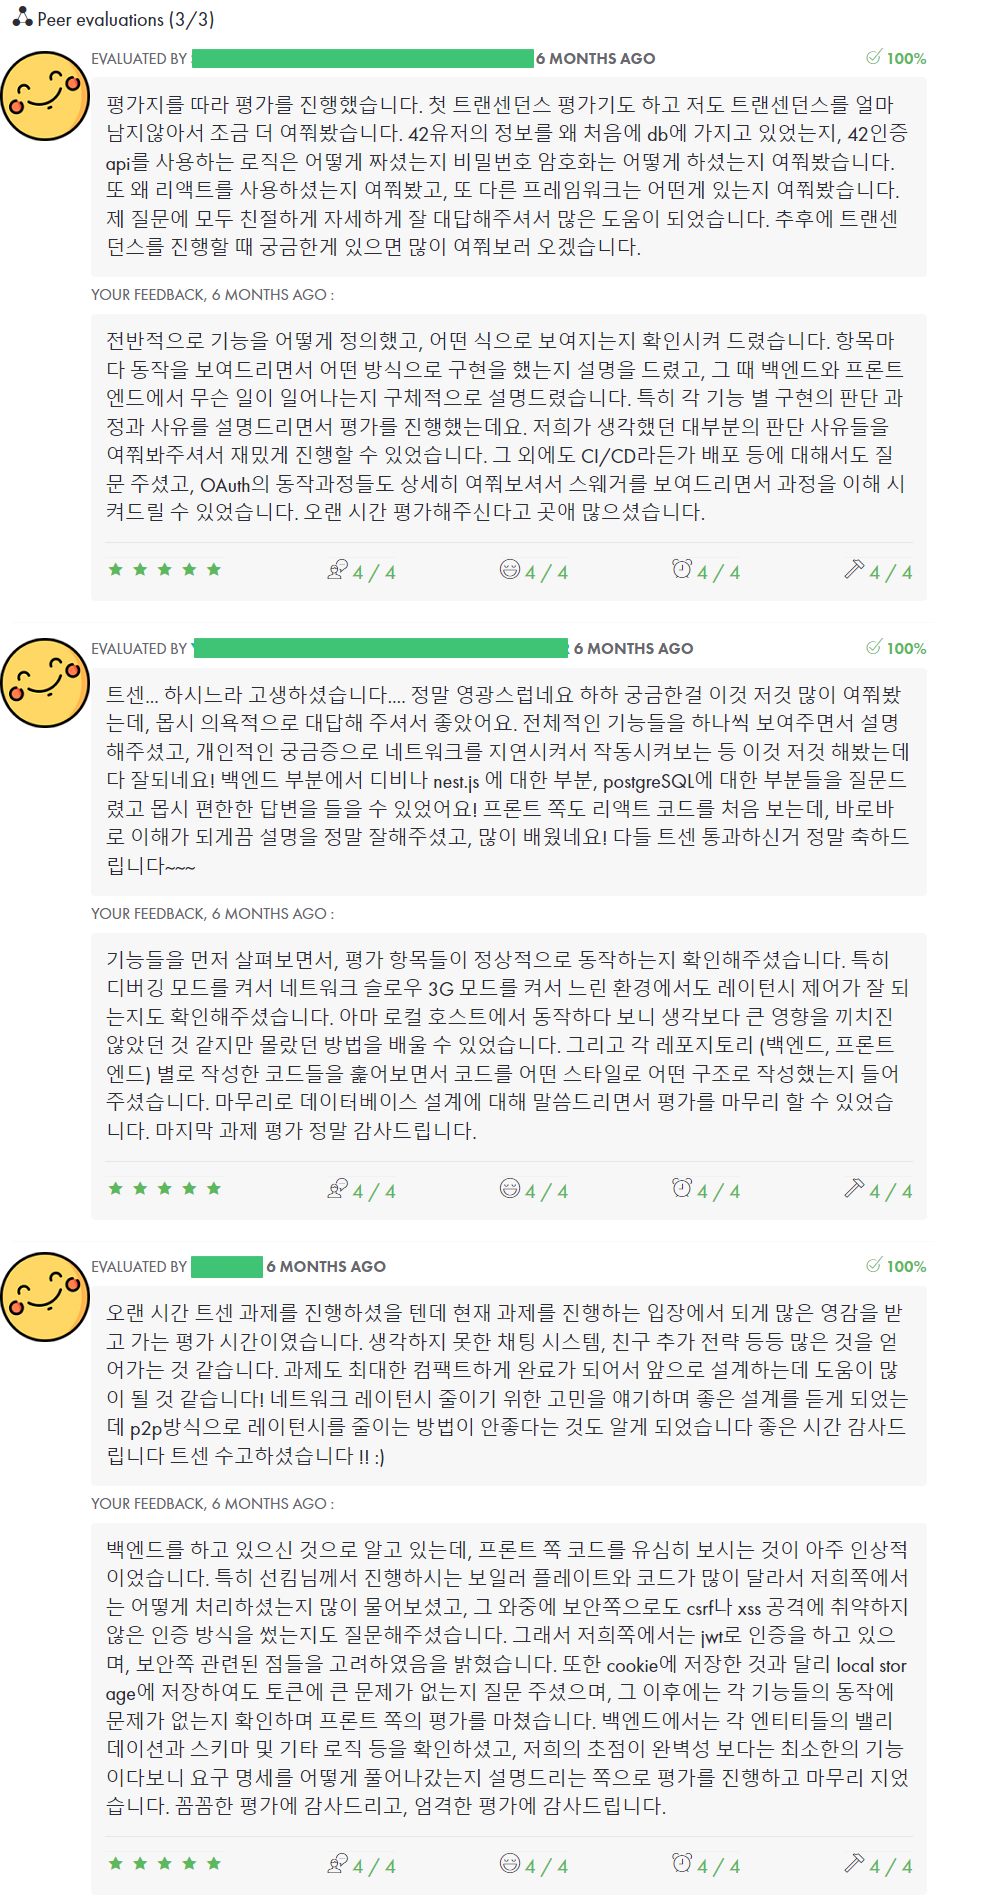 Peer evaluations (3/3)
EVALUATED BY 6 MONTHS AGO 100%
평가지를 따라 평가를 진행했습니다. 첫 트랜센던스 평가기도 하고 저도 트랜센던스를 얼마
남지않아서 조금 더 여쭤봤습니다. 42유저의 정보를 왜 처음에 db에 가지고 있었는지, 42인증
api를 사용하는 로직은 어떻게 짜셨는지 비밀번호 암호화는 어떻게 하셨는지 여쭤봤습니다.
또 왜 리액트를 사용하셨는지 여쭤봤고, 또 다른 프레임워크는 어떤게 있는지 여쭤봤습니다.
제 질문에 모두 친절하게 자세하게 잘 대답해주셔서 많은 도움이 되었습니다. 추후에 트랜센
던스를 진행할 때 궁금한게 있으면 많이 여쭤보러 오겠습니다.
YOUR FEEDBACK, 6 MONTHS AGO :
전반적으로 기능을 어떻게 정의했고, 어떤 식으로 보여지는지 확인시켜 드렸습니다. 항목마
다 동작을 보여드리면서 어떤 방식으로 구현을 했는지 설명을 드렸고, 그 때 백엔드와 프론트
엔드에서 무슨 일이 일어나는지 구체적으로 설명드렸습니다. 특히 각 기능 별 구현의 판단 과
정과 사유를 설명드리면서 평가를 진행했는데요. 저희가 생각했던 대부분의 판단 사유들을
여쭤봐주셔서 재밌게 진행할 수 있었습니다. 그 외에도 CI/CD라든가 배포 등에 대해서도 질
문 주셨고, OAuth의 동작과정들도 상세히 여쭤보셔서 스웨거를 보여드리면서 과정을 이해 시
켜드릴 수 있었습니다. 오랜 시간 평가해주신다고 곳애 많으셨습니다.
4 / 4 4 / 4 4 / 4 4 / 4
EVALUATED BY 6 MONTHS AGO 100%
트센... 하시느라 고생하셨습니다.... 정말 영광스럽네요 하하 궁금한걸 이것 저것 많이 여쭤봤
는데, 몹시 의욕적으로 대답해 주셔서 좋았어요. 전체적인 기능들을 하나씩 보여주면서 설명
해주셨고, 개인적인 궁금증으로 네트워크를 지연시켜서 작동시켜보는 등 이것 저것 해봤는데
다 잘되네요! 백엔드 부분에서 디비나 nest.js 에 대한 부분, postgreSQL에 대한 부분들을 질문드
렸고 몹시 편한한 답변을 들을 수 있었어요! 프론트 쪽도 리액트 코드를 처음 보는데, 바로바
로 이해가 되게끔 설명을 정말 잘해주셨고, 많이 배웠네요! 다들 트센 통과하신거 정말 축하드
립니다~~~
YOUR FEEDBACK, 6 MONTHS AGO :
기능들을 먼저 살펴보면서, 평가 항목들이 정상적으로 동작하는지 확인해주셨습니다. 특히
디버깅 모드를 켜서 네트워크 슬로우 3G 모드를 켜서 느린 환경에서도 레이턴시 제어가 잘 되
는지도 확인해주셨습니다. 아마 로컬 호스트에서 동작하다 보니 생각보다 큰 영향을 끼치진
않았던 것 같지만 몰랐던 방법을 배울 수 있었습니다. 그리고 각 레포지토리 (백엔드, 프론트
엔드) 별로 작성한 코드들을 훑어보면서 코드를 어떤 스타일로 어떤 구조로 작성했는지 들어
주셨습니다. 마무리로 데이터베이스 설계에 대해 말씀드리면서 평가를 마무리 할 수 있었습
니다. 마지막 과제 평가 정말 감사드립니다.
4 / 4 4 / 4 4 / 4 4 / 4
EVALUATED BY 6 MONTHS AGO 100%
오랜 시간 트센 과제를 진행하셨을 텐데 현재 과제를 진행하는 입장에서 되게 많은 영감을 받
고 가는 평가 시간이였습니다. 생각하지 못한 채팅 시스템, 친구 추가 전략 등등 많은 것을 얻
어가는 것 같습니다. 과제도 최대한 컴팩트하게 완료가 되어서 앞으로 설계하는데 도움이 많
이 될 것 같습니다! 네트워크 레이턴시 줄이기 위한 고민을 얘기하며 좋은 설계를 듣게 되었는
데 p2p방식으로 레이턴시를 줄이는 방법이 안좋다는 것도 알게 되었습니다 좋은 시간 감사드
립니다 트센 수고하셨습니다 !! :)
YOUR FEEDBACK, 6 MONTHS AGO :
백엔드를 하고 있으신 것으로 알고 있는데, 프론트 쪽 코드를 유심히 보시는 것이 아주 인상적
이었습니다. 특히 선킴님께서 진행하시는 보일러 플레이트와 코드가 많이 달라서 저희쪽에서
는 어떻게 처리하셨는지 많이 물어보셨고, 그 와중에 보안쪽으로도 csrf나 xss 공격에 취약하지
않은 인증 방식을 썼는지도 질문해주셨습니다. 그래서 저희쪽에서는 jwt로 인증을 하고 있으
며, 보안쪽 관련된 점들을 고려하였음을 밝혔습니다. 또한 cookie에 저장한 것과 달리 local stor
age에 저장하여도 토큰에 큰 문제가 없는지 질문 주셨으며, 그 이후에는 각 기능들의 동작에
문제가 없는지 확인하며 프론트 쪽의 평가를 마쳤습니다. 백엔드에서는 각 엔티티들의 밸리
데이션과 스키마 및 기타 로직 등을 확인하셨고, 저희의 초점이 완벽성 보다는 최소한의 기능
이다보니 요구 명세를 어떻게 풀어나갔는지 설명드리는 쪽으로 평가를 진행하고 마무리 지었
습니다. 꼼꼼한 평가에 감사드리고, 엄격한 평가에 감사드립니다.
4 / 4 4 / 4 4 / 4 4 / 4